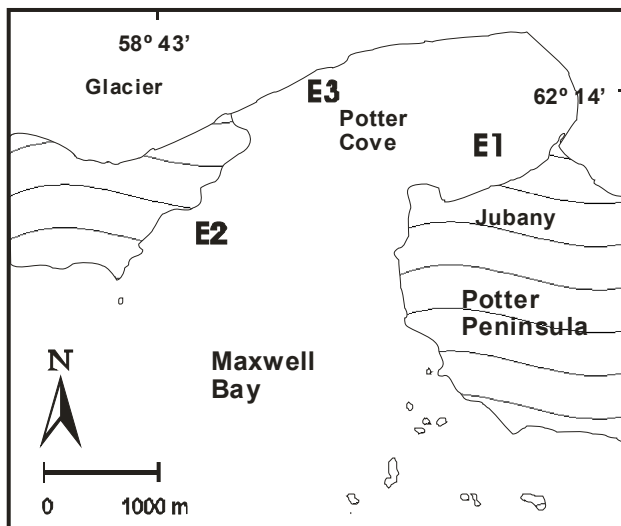 58º 43’
Glacier
E3
62º 14’
Potter
Cove
E1
Jubany
E2
Potter
Peninsula
Maxwell
Bay
N
0 1000 m